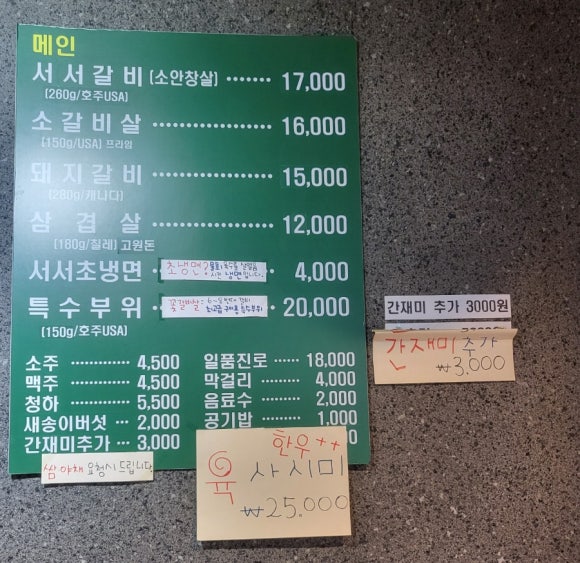 메인
서서갈비 (소안창살) ······· 17,000
(260g/호주USA)
소갈비살 ················ 16,000
(150g/USA) 프라임
돼지갈비 ················ 15,000
(280g/캐나다)
삼겹살 ················ 12,000
(180g/칠레) 고원돈
서서초냉면 초냉면? 4,000
특수부위 꽃갈비살: 20,000
(150g/호주USA)
소주 ············ 4,500
맥주 ············ 4,500
청하 ············ 5,500
새송이버섯 ··· 2,000
간재미추가 ··· 3,000
일품진로 ······ 18,000
막걸리 ········· 4,000
음료수 ········· 2,000
공기밥 ········· 1,000
쌈야채 요청시 드립니다
한우++
육사시미
₩25.000
간재미 추가 3000원
간재미 추가
₩3,000